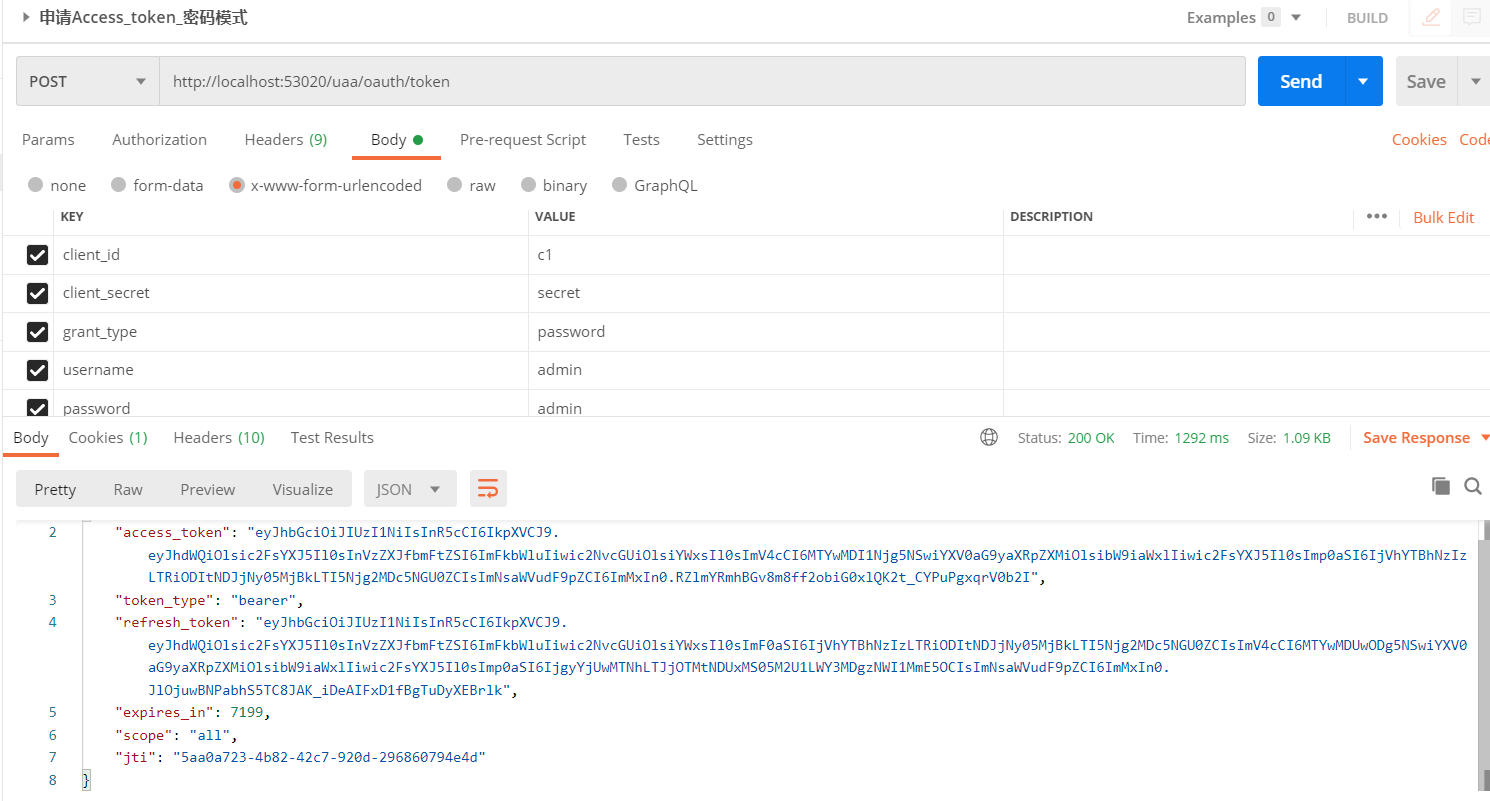 申请Access_token_密码模式
Examples 0
BUILD
POST
http://localhost:53020/uaa/oauth/token
Send
Save
Params
Authorization
Headers (9)
Body
Pre-request Script
Tests
Settings
Cookies
Code
none
form-data
x-www-form-urlencoded
raw
binary
GraphQL
KEY
VALUE
DESCRIPTION
Bulk Edit
client_id
c1
client_secret
secret
grant_type
password
username
admin
password
admin
Body
Cookies (1)
Headers (10)
Test Results
Status: 200 OK
Time: 1292 ms
Size: 1.09 KB
Save Response
Pretty
Raw
Preview
Visualize
JSON
2 "access_token": "eyJhbGciOiJIUzI1NiIsInR5cCI6IkpXVCJ9.
eyJhdWQiOlsic2FsYXJ5Il0sInVzZXJfbmFtZSI6ImFkbWluIiwic2NvcGUiOlsiYWxsIl0sImV4cCI6MTYwMDI1Njg5NSwiYXV0aG9yaXRpZXMiOlsibW9iaWxlIiwic2FsYXJ5Il0sImp0aSI6IjVhYTBhNzIz
LTRiODItNDJjNy05MjBkLTI5Njg2MDc5NGU0ZCIsImNsaWVudF9pZCI6ImMxIn0.RZlmYRmhBGv8m8ff2obiG0xlQK2t_CYPuPgxqrV0b2I",
3 "token_type": "bearer",
4 "refresh_token": "eyJhbGciOiJIUzI1NiIsInR5cCI6IkpXVCJ9.
eyJhdWQiOlsic2FsYXJ5Il0sInVzZXJfbmFtZSI6ImFkbWluIiwic2NvcGUiOlsiYWxsIl0sImF0aSI6IjVhYTBhNzIzLTRiODItNDJjNy05MjBkLTI5Njg2MDc5NGU0ZCIsImV4cCI6MTYwMDUwODg5NSwiYXV0
aG9yaXRpZXMiOlsibW9iaWxlIiwic2FsYXJ5Il0sImp0aSI6IjgyYjUwMTNhLTJjOTMtNDUxMS05M2U1LWY3MDgzNWI1MmE5OCIsImNsaWVudF9pZCI6ImMxIn0.
JlOjuwBNPabhS5TC8JAK_iDeAIFxD1fBgTuDyXEBrlk",
5 "expires_in": 7199,
6 "scope": "all",
7 "jti": "5aa0a723-4b82-42c7-920d-296860794e4d"
8 }